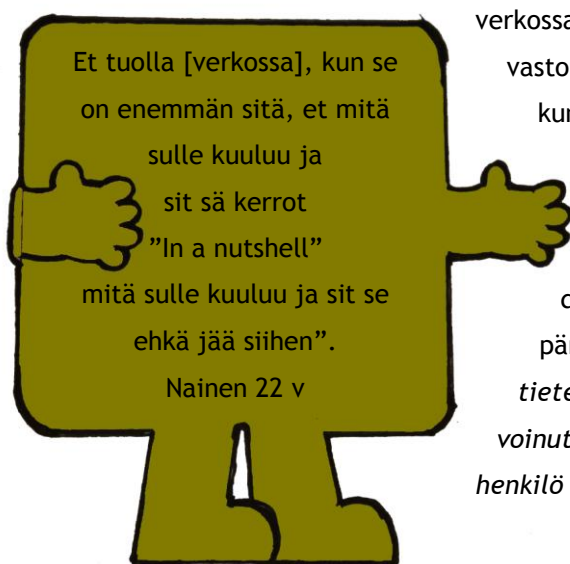 Et tuolla [verkossa], kun se
on enemmän sitä, et mitä
sulle kuuluu ja
sit sä kerrot
”In a nutshell”
mitä sulle kuuluu ja sit se
ehkä jää siihen”.
Nainen 22 v
verkossa
vasto
kun
pä
tiete
voinut
henkilö